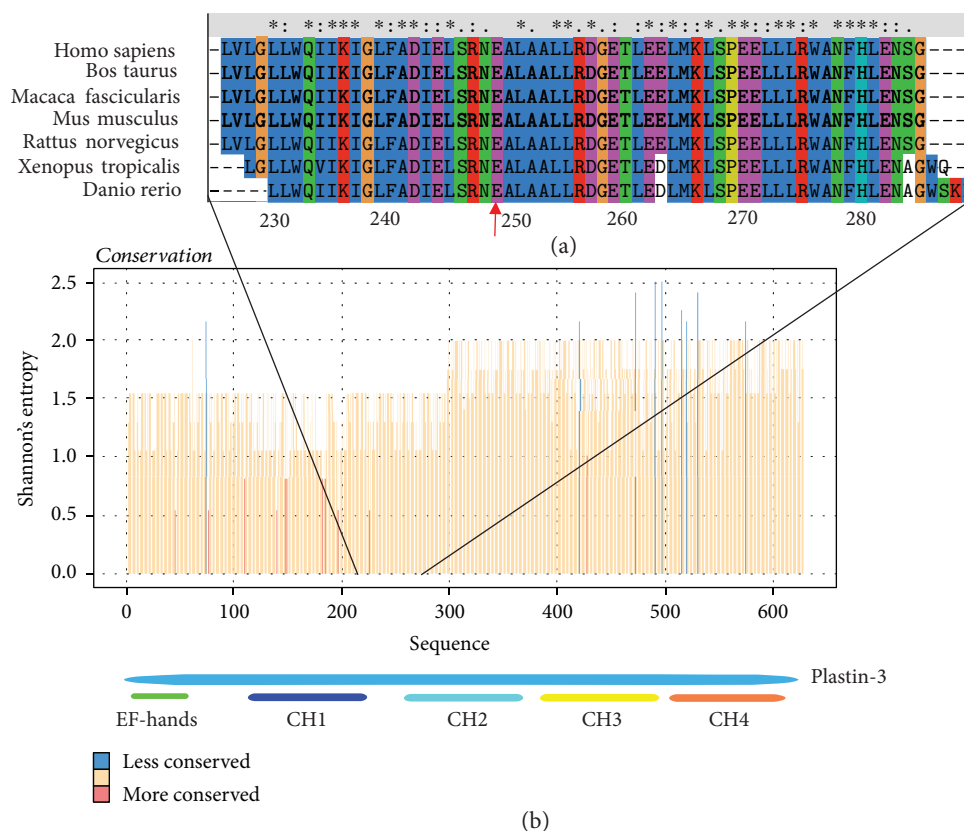 Homo sapiens -LVLGLLWQIIKIGLFADIELSRNEALAALLRDGETLEELMKLSPEELLLRWANFHLENSG---
Bos taurus -LVLGLLWQIIKIGLFADIELSRNEALAALLRDGETLEELMKLSPEELLLRWANFHLENSG---
Macaca fascicularis -LVLGLLWQIIKIGLFADIELSRNEALAALLRDGETLEELMKLSPEELLLRWANFHLENSG---
Mus musculus -LVLGLLWQIIKIGLFADIELSRNEALAALLRDGETLEELMKLSPEELLLRWANFHLENSG---
Rattus norvegicus -LVLGLLWQIIKIGLFADIELSRNEALAALLRDGETLEELMKLSPEELLLRWANFHLENSG---
Xenopus tropicalis ---LGLLWQVIKIGLFADIELSRNEALAALLRDGETLEDLMKLSPEELLLRWANFHLENAGWQ-
Danio rerio -----LLWQIIKIGLFADIELSRNEALAALLRDGETLEDLMKLSPEELLLRWANFHLENAGWSK
230 240 250 260 270 280
(a)
Conservation
2.5
2.0
1.5
1.0
0.5
0.0
Shannon's entropy
0 100 200 300 400 500 600
Sequence
Plastin-3
EF-hands CH1 CH2 CH3 CH4
Less conserved
More conserved
(b)